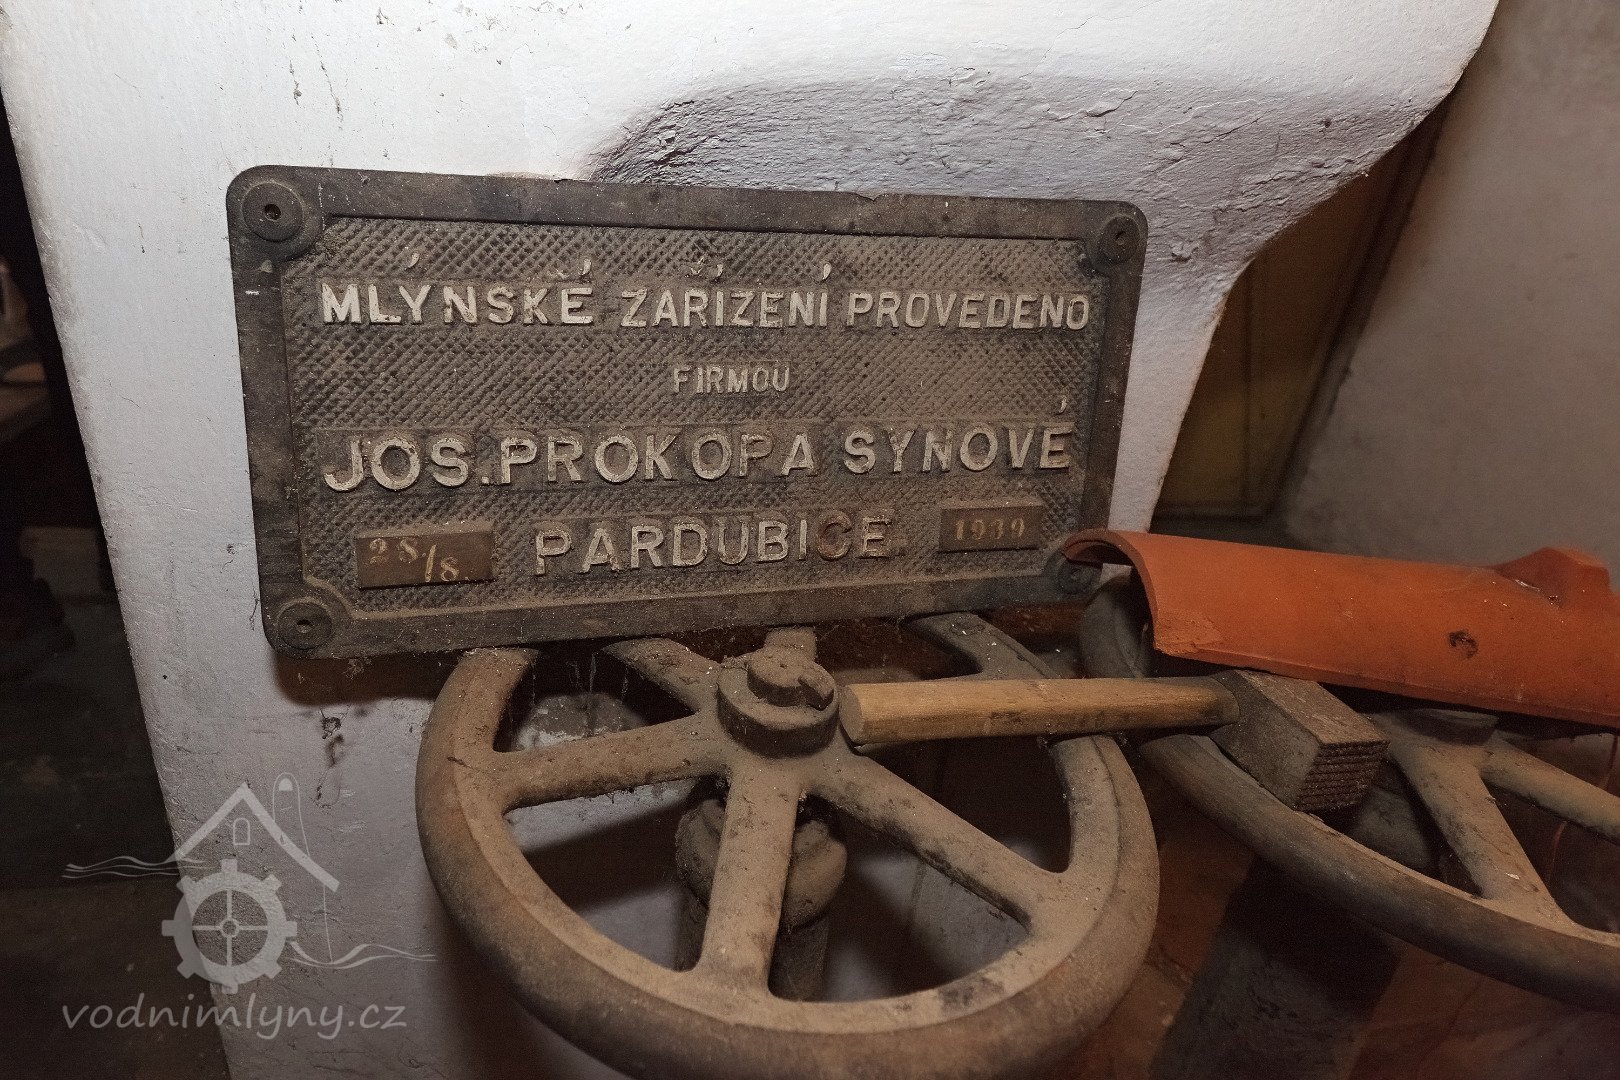 MLÝNSKÉ ZAŘÍZENÍ PROVEDENO
FIRMOU
JOS. PROKOPA SYNOVÉ
28/8. PARDUBICE 1939
vodnimlyny.cz